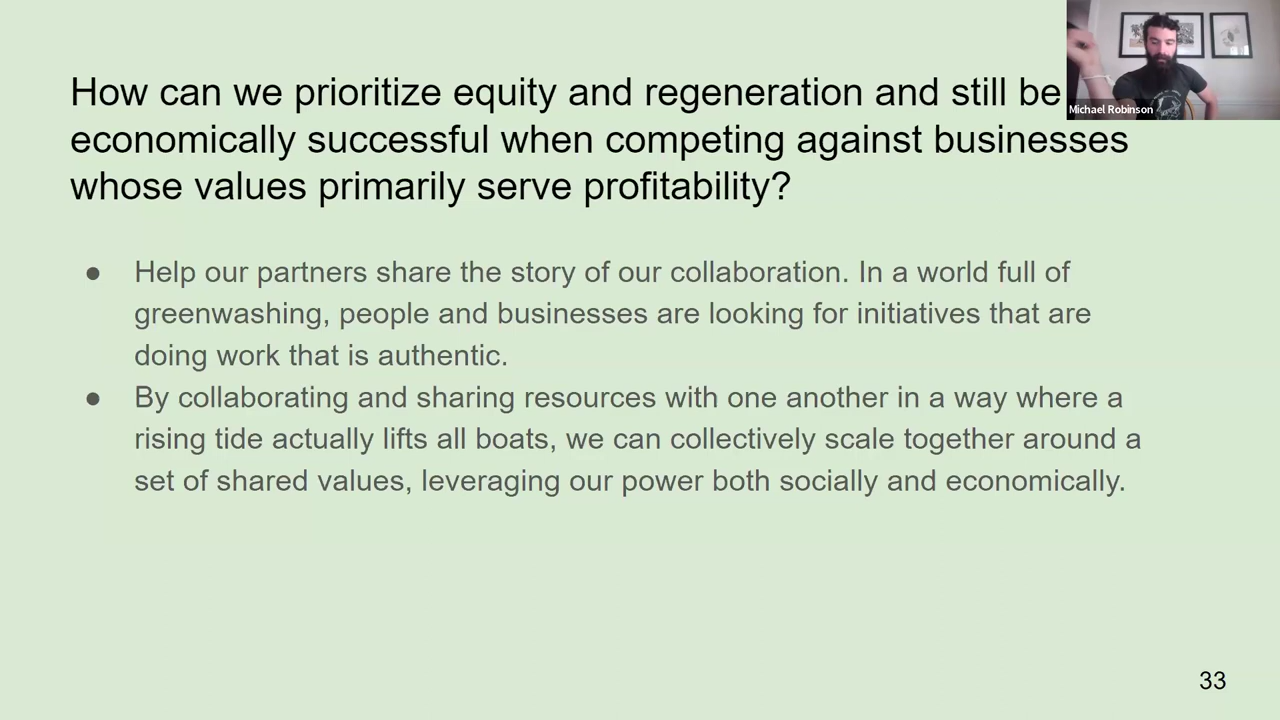 How can we prioritize equity and regeneration and still be
economically successful when competing against businesses
whose values primarily serve profitability?
Michael Robinson
● Help our partners share the story of our collaboration. In a world full of
greenwashing, people and businesses are looking for initiatives that are
doing work that is authentic.
● By collaborating and sharing resources with one another in a way where a
rising tide actually lifts all boats, we can collectively scale together around a
set of shared values, leveraging our power both socially and economically.
33